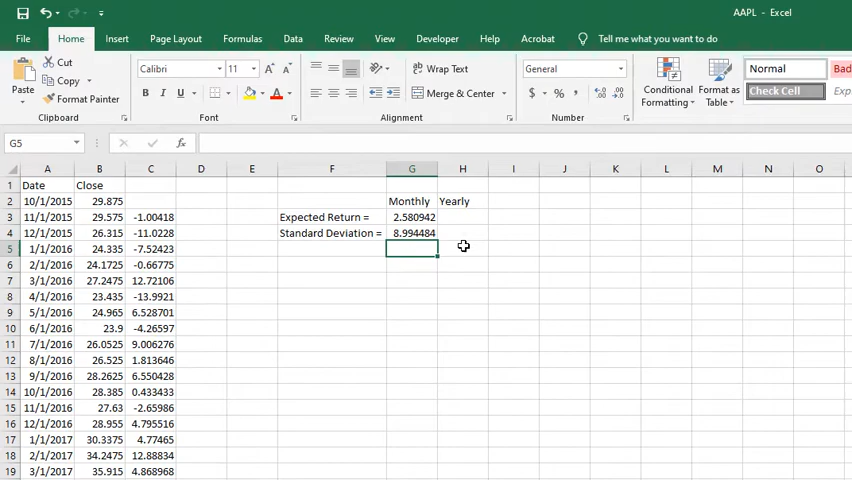 AAPL - Excel
File Home Insert Page Layout Formulas Data Review View Developer Help Acrobat Tell me what you want to do
Paste
Cut
Copy
Format Painter
Clipboard
Calibri 11
B I U A A A
Font
ab
Wrap Text
Merge & Center
Alignment
General
$ % ,
Number
Conditional
Formatting
Format as
Table
Normal Bad
Check Cell
G5 fx
A B C D E F G H I J K L M N O
1 Date Close
2 10/1/2015 29.875 Monthly Yearly
3 11/1/2015 29.575 -1.00418 Expected Return = 2.580942
4 12/1/2015 26.315 -11.0228 Standard Deviation = 8.994484
5 1/1/2016 24.335 -7.52423
6 2/1/2016 24.1725 -0.66775
7 3/1/2016 27.2475 12.72106
8 4/1/2016 23.435 -13.9921
9 5/1/2016 24.965 6.528701
10 6/1/2016 23.9 -4.26597
11 7/1/2016 26.0525 9.006276
12 8/1/2016 26.525 1.813646
13 9/1/2016 28.2625 6.550428
14 10/1/2016 28.385 0.433433
15 11/1/2016 27.63 -2.65986
16 12/1/2016 28.955 4.795516
17 1/1/2017 30.3375 4.77465
18 2/1/2017 34.2475 12.88834
19 3/1/2017 35.915 4.868968